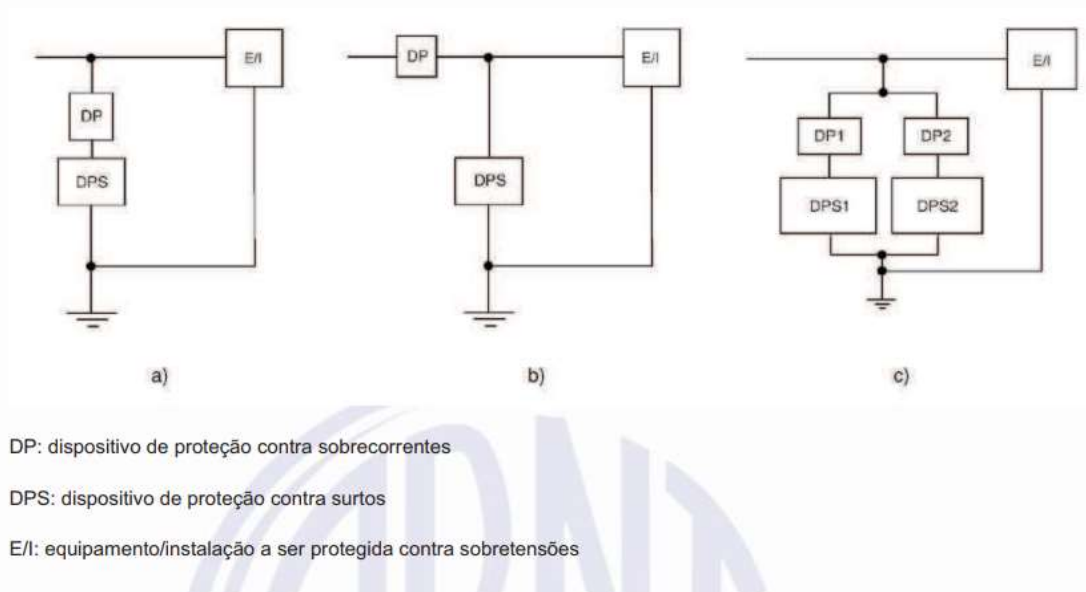 E/I
DP
DPS
a)
DP
E/I
DPS
b)
E/I
DP1
DP2
DPS1
DPS2
c)
DP: dispositivo de proteção contra sobrecorrentes
DPS: dispositivo de proteção contra surtos
E/I: equipamento/instalação a ser protegida contra sobretensões